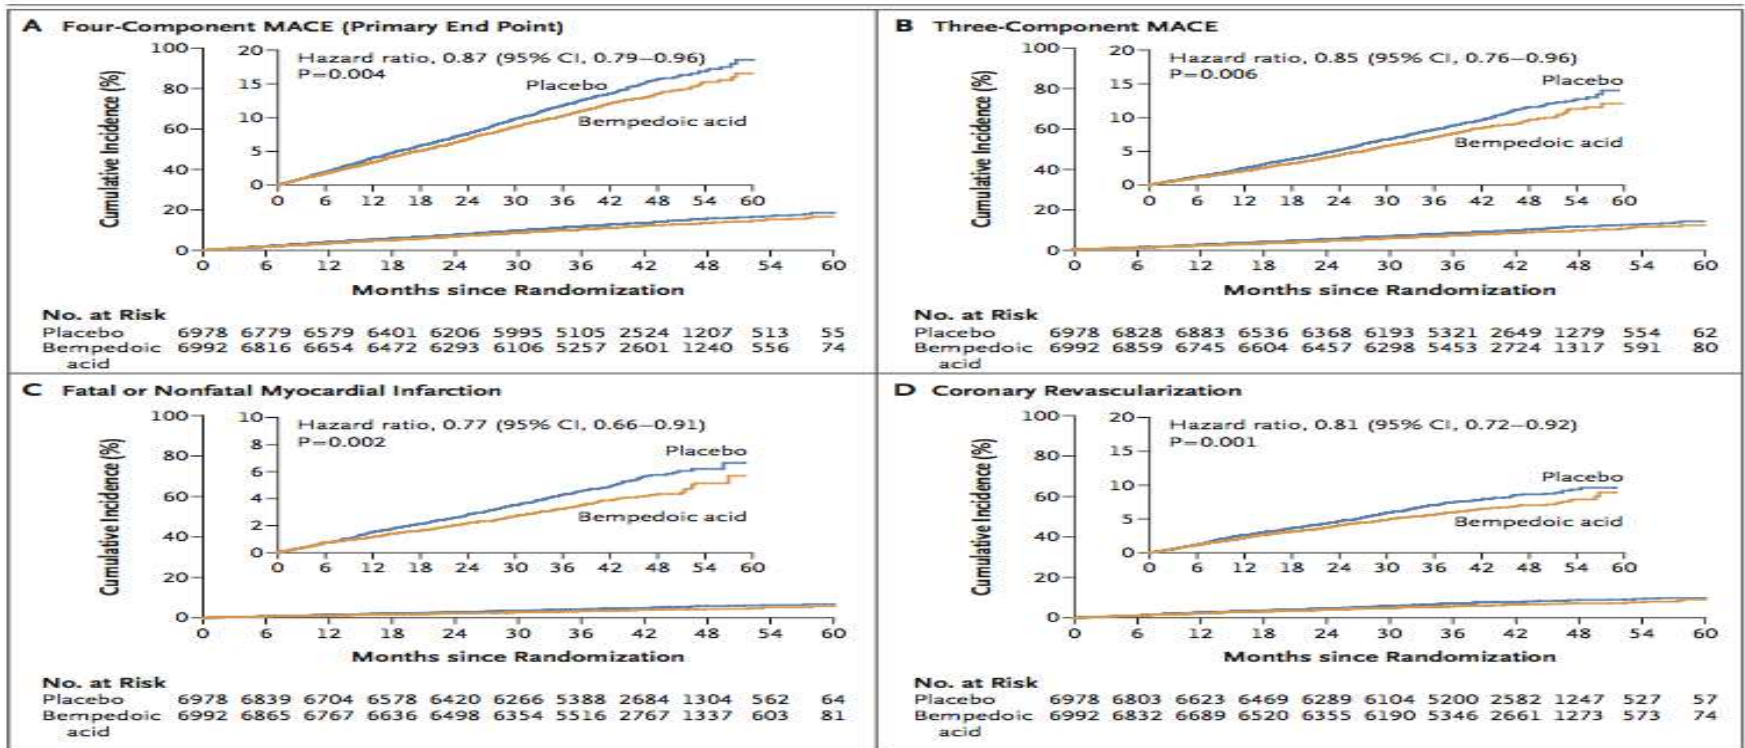 A Four-Component MACE (Primary End Point)
Cumulative Incidence (%)
100
80
60
40
20
0
20
15
10
5
0
Hazard ratio, 0.87 (95% CI, 0.79–0.96)
P=0.004
Placebo
Bempedoic acid
0 6 12 18 24 30 36 42 48 54 60
0 6 12 18 24 30 36 42 48 54 60
Months since Randomization
No. at Risk
Placebo 6978 6779 6579 6401 6206 5995 5105 2524 1207 513 55
Bempedoic 6992 6816 6654 6472 6293 6106 5257 2601 1240 556 74
acid
B Three-Component MACE
Cumulative Incidence (%)
100
80
60
40
20
0
20
15
10
5
0
Hazard ratio, 0.85 (95% CI, 0.76–0.96)
P=0.006
Placebo
Bempedoic acid
0 6 12 18 24 30 36 42 48 54 60
0 6 12 18 24 30 36 42 48 54 60
Months since Randomization
No. at Risk
Placebo 6978 6828 6883 6536 6368 6193 5321 2649 1279 554 62
Bempedoic 6992 6859 6745 6604 6457 6298 5453 2724 1317 591 80
acid
C Fatal or Nonfatal Myocardial Infarction
Cumulative Incidence (%)
100
80
60
40
20
0
10
8
6
4
2
0
Hazard ratio, 0.77 (95% CI, 0.66–0.91)
P=0.002
Placebo
Bempedoic acid
0 6 12 18 24 30 36 42 48 54 60
0 6 12 18 24 30 36 42 48 54 60
Months since Randomization
No. at Risk
Placebo 6978 6839 6704 6578 6420 6266 5388 2684 1304 562 64
Bempedoic 6992 6865 6767 6636 6498 6354 5516 2767 1337 603 81
acid
D Coronary Revascularization
Cumulative Incidence (%)
100
80
60
40
20
0
20
15
10
5
0
Hazard ratio, 0.81 (95% CI, 0.72–0.92)
P=0.001
Placebo
Bempedoic acid
0 6 12 18 24 30 36 42 48 54 60
0 6 12 18 24 30 36 42 48 54 60
Months since Randomization
No. at Risk
Placebo 6978 6803 6623 6469 6289 6104 5200 2582 1247 527 57
Bempedoic 6992 6832 6689 6520 6355 6190 5346 2661 1273 573 74
acid